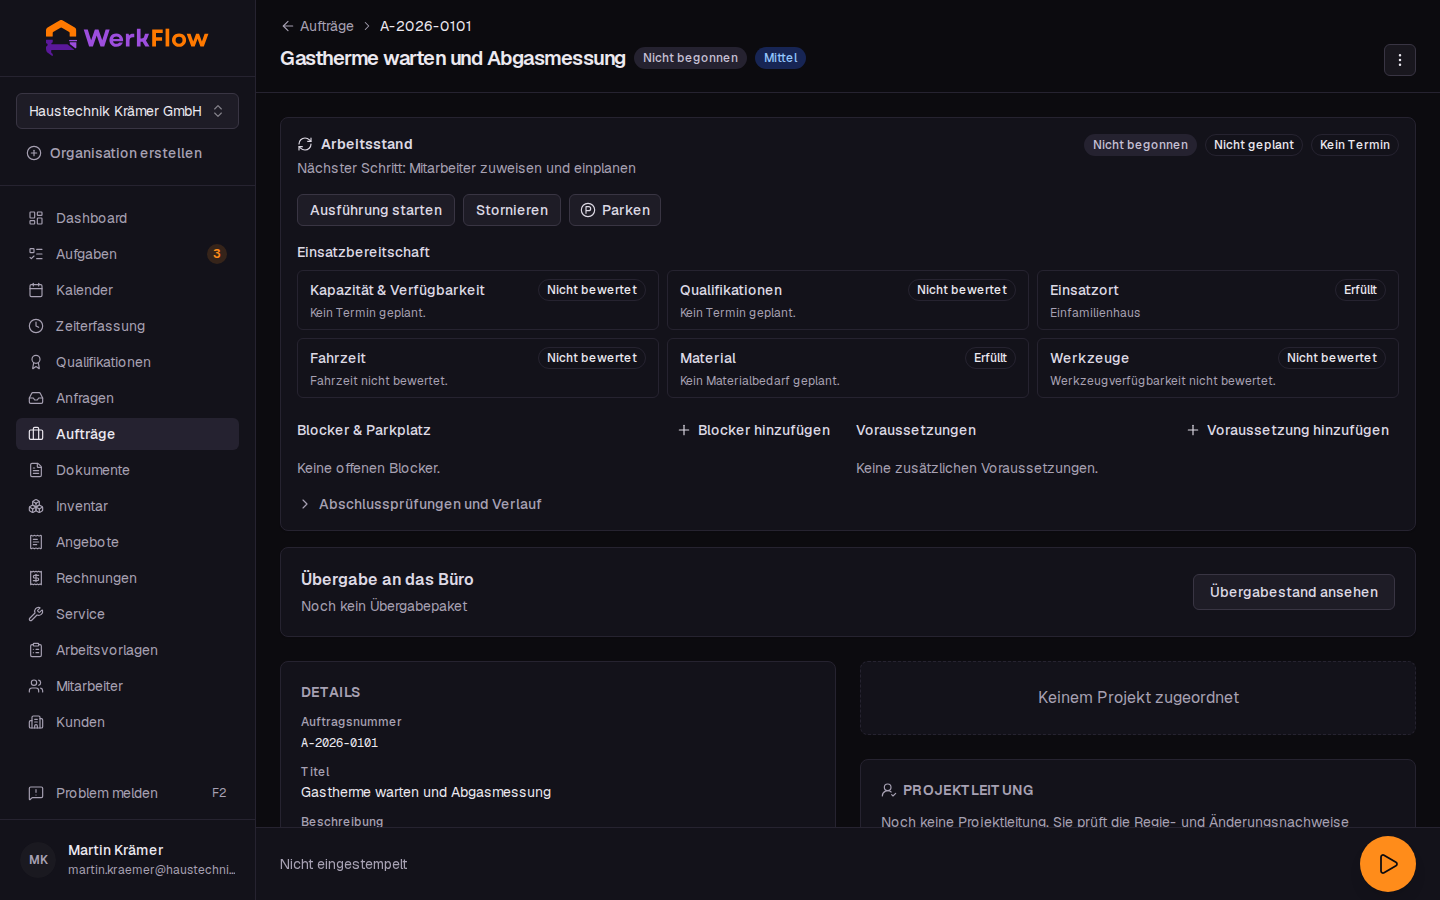 WerkFlow
Haustechnik Krämer GmbH
Organisation erstellen
Dashboard
Aufgaben 3
Kalender
Zeiterfassung
Qualifikationen
Anfragen
Aufträge
Dokumente
Inventar
Angebote
Rechnungen
Service
Arbeitsvorlagen
Mitarbeiter
Kunden
Problem melden F2
MK
Martin Krämer
martin.kraemer@haustechni...
Aufträge A-2026-0101
Gastherme warten und Abgasmessung Nicht begonnen Mittel
Arbeitsstand Nicht begonnen Nicht geplant Kein Termin
Nächster Schritt: Mitarbeiter zuweisen und einplanen
Ausführung starten Stornieren Parken
Einsatzbereitschaft
Kapazität & Verfügbarkeit Nicht bewertet
Kein Termin geplant.
Qualifikationen Nicht bewertet
Kein Termin geplant.
Einsatzort Erfüllt
Einfamilienhaus
Fahrzeit Nicht bewertet
Fahrzeit nicht bewertet.
Material Erfüllt
Kein Materialbedarf geplant.
Werkzeuge Nicht bewertet
Werkzeugverfügbarkeit nicht bewertet.
Blocker & Parkplatz Blocker hinzufügen
Keine offenen Blocker.
Voraussetzungen Voraussetzung hinzufügen
Keine zusätzlichen Voraussetzungen.
Abschlussprüfungen und Verlauf
Übergabe an das Büro
Noch kein Übergabepaket
Übergabestand ansehen
DETAILS
Auftragsnummer
A-2026-0101
Titel
Gastherme warten und Abgasmessung
Beschreibung
Keinem Projekt zugeordnet
PROJEKTLEITUNG
Noch keine Projektleitung. Sie prüft die Regie- und Änderungsnachweise
Nicht eingestempelt